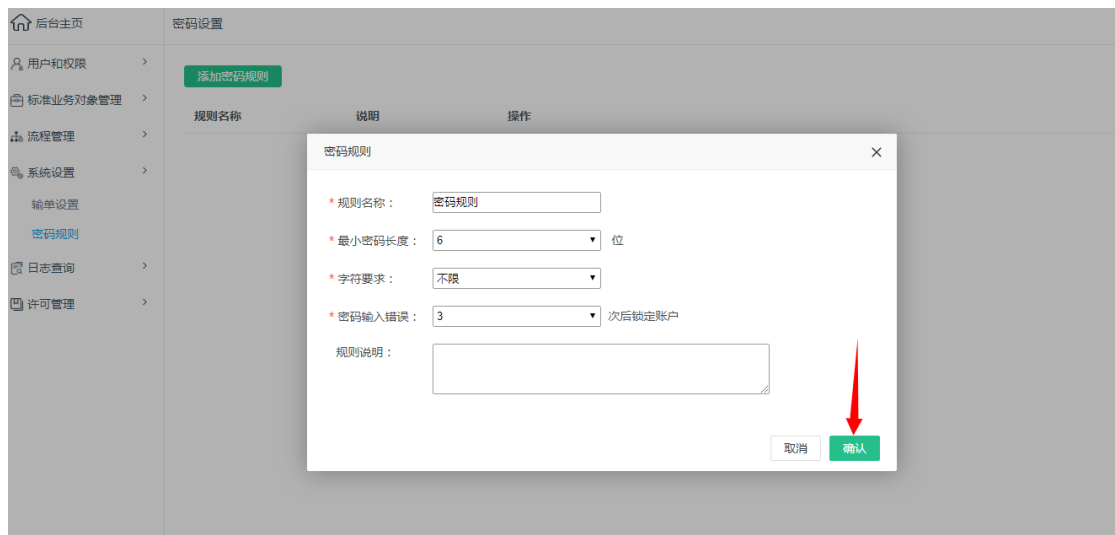 后台主页
密码设置
用户和权限
标准业务对象管理
流程管理
系统设置
输单设置
密码规则
日志查询
许可管理
添加密码规则
规则名称 说明 操作
密码规则
* 规则名称： 密码规则
* 最小密码长度： 6 位
* 字符要求： 不限
* 密码输入错误： 3 次后锁定账户
规则说明：
取消 确认